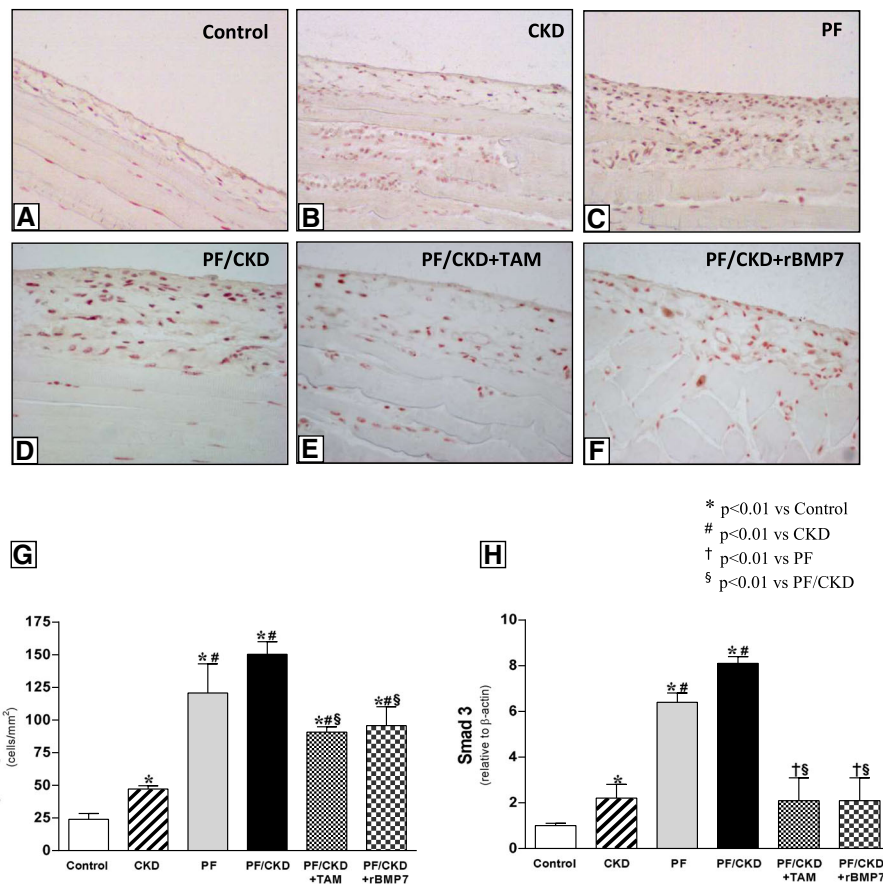 Control
CKD
PF
A
B
C
PF/CKD
PF/CKD+TAM
PF/CKD+rBMP7
D
E
F
* p<0.01 vs Control
# p<0.01 vs CKD
† p<0.01 vs PF
§ p<0.01 vs PF/CKD
G
(cells/mm²)
175
150
125
100
75
50
25
0
*
*#
*#
*#§
*#§
Control
CKD
PF
PF/CKD
PF/CKD
+TAM
PF/CKD
+rBMP7
H
Smad 3
(relative to β-actin)
10
8
6
4
2
0
*
*#
*#
†§
†§
Control
CKD
PF
PF/CKD
PF/CKD
+TAM
PF/CKD
+rBMP7